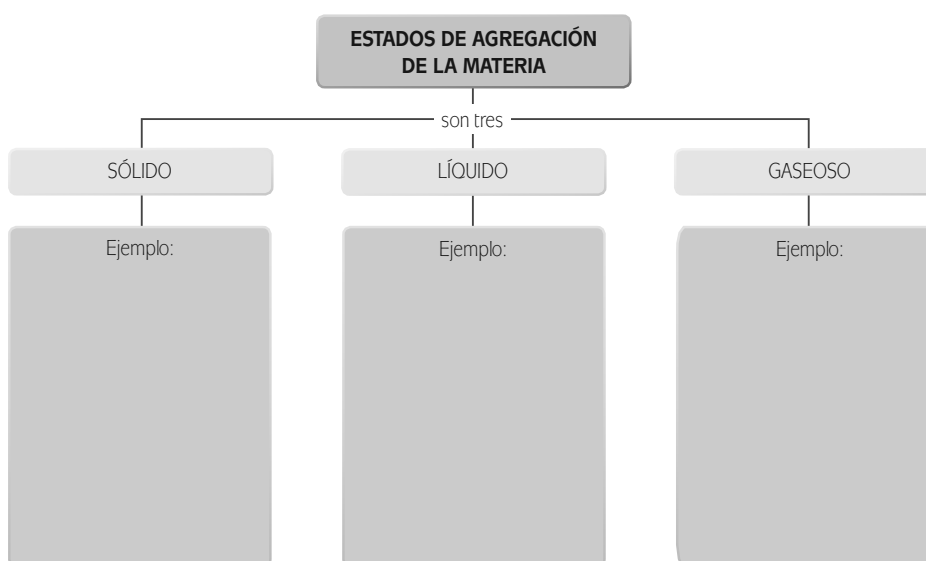 ESTADOS DE AGREGACIÓN
DE LA MATERIA
son tres
SÓLIDO
LÍQUIDO
GASEOSO
Ejemplo:
Ejemplo:
Ejemplo: